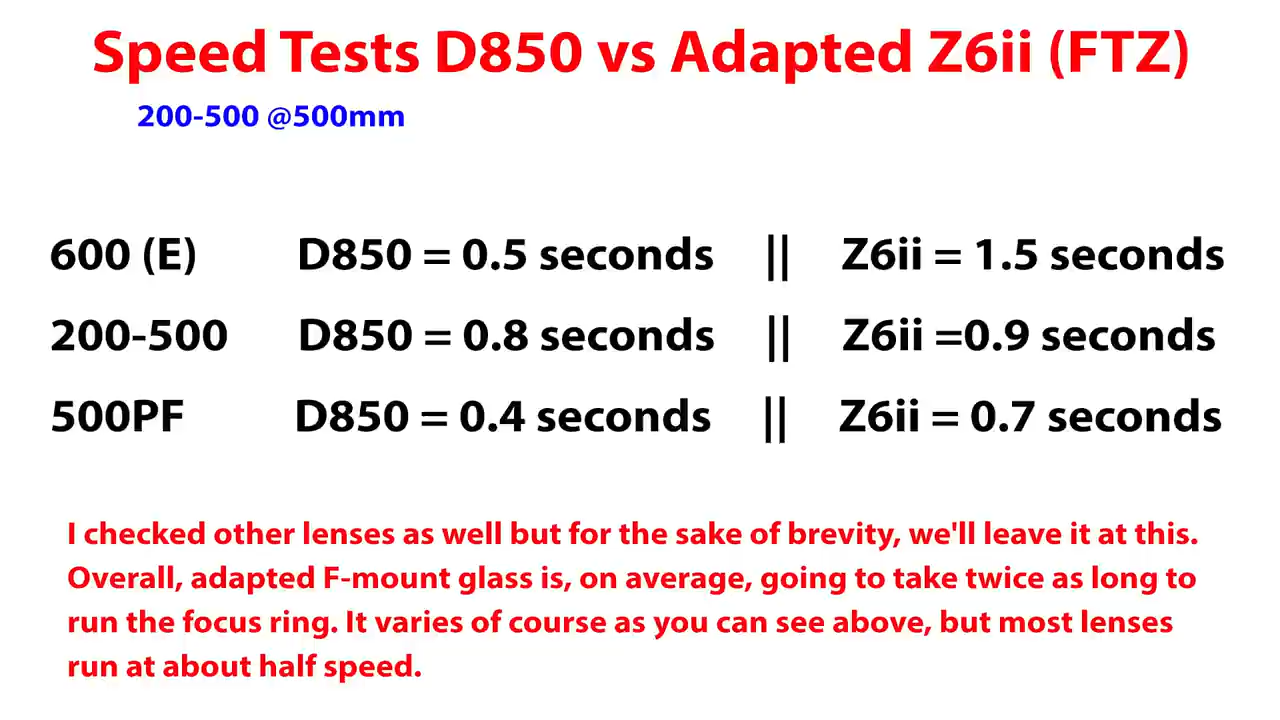 Speed Tests D850 vs Adapted Z6ii (FTZ)
200-500 @500mm
600 (E) D850 = 0.5 seconds || Z6ii = 1.5 seconds
200-500 D850 = 0.8 seconds || Z6ii =0.9 seconds
500PF D850 = 0.4 seconds || Z6ii = 0.7 seconds
I checked other lenses as well but for the sake of brevity, we'll leave it at this.
Overall, adapted F-mount glass is, on average, going to take twice as long to
run the focus ring. It varies of course as you can see above, but most lenses
run at about half speed.